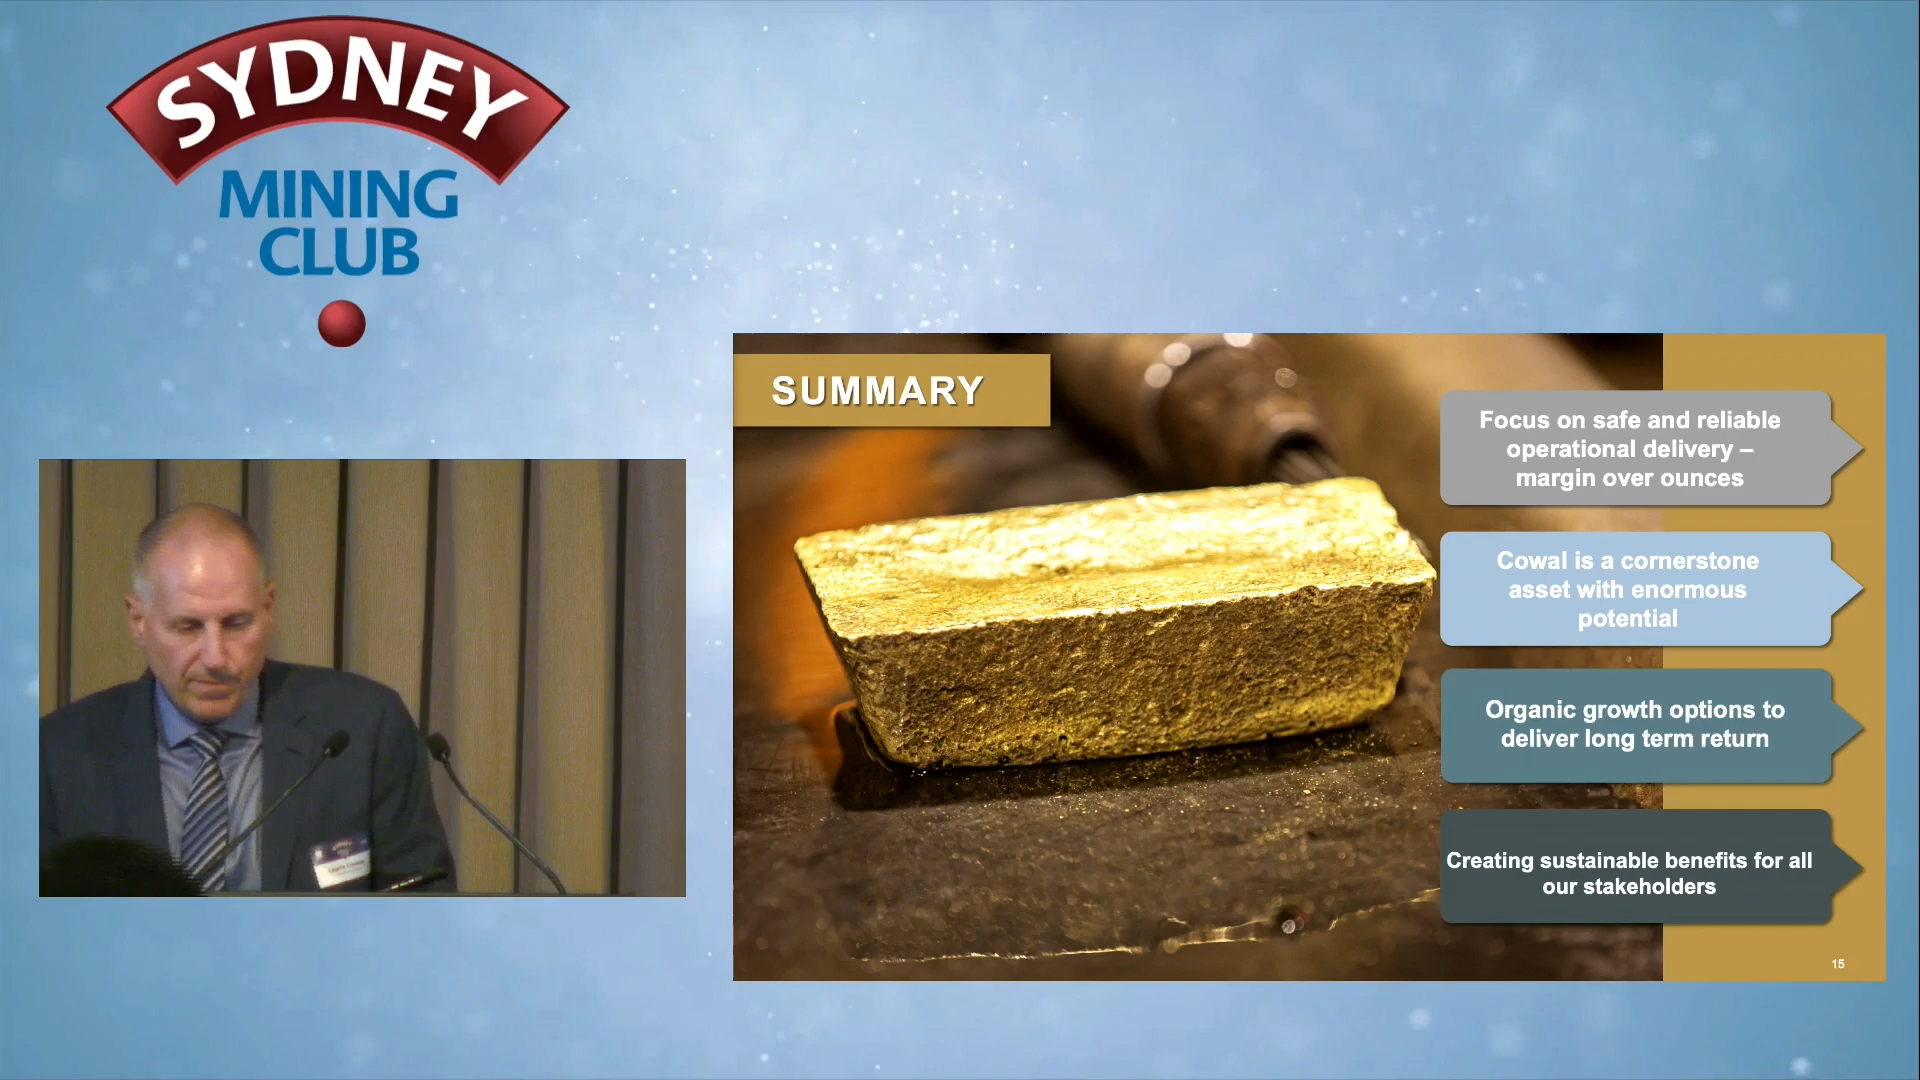 SYDNEY
MINING
CLUB
SUMMARY
Focus on safe and reliable
operational delivery –
margin over ounces
Cowal is a cornerstone
asset with enormous
potential
Organic growth options to
deliver long term return
Creating sustainable benefits for all
our stakeholders
15